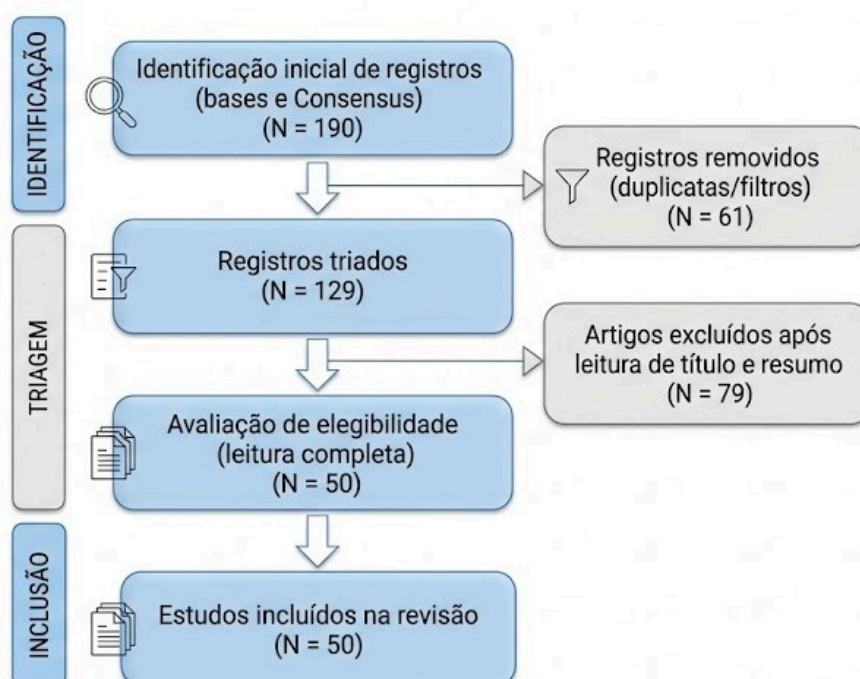 IDENTIFICAÇÃO
Identificação inicial de registros
(bases e Consensus)
(N = 190)
Registros removidos
(duplicatas/filtros)
(N = 61)
TRIAGEM
Registros triados
(N = 129)
Artigos excluídos após
leitura de título e resumo
(N = 79)
Avaliação de elegibilidade
(leitura completa)
(N = 50)
INCLUSÃO
Estudos incluídos na revisão
(N = 50)